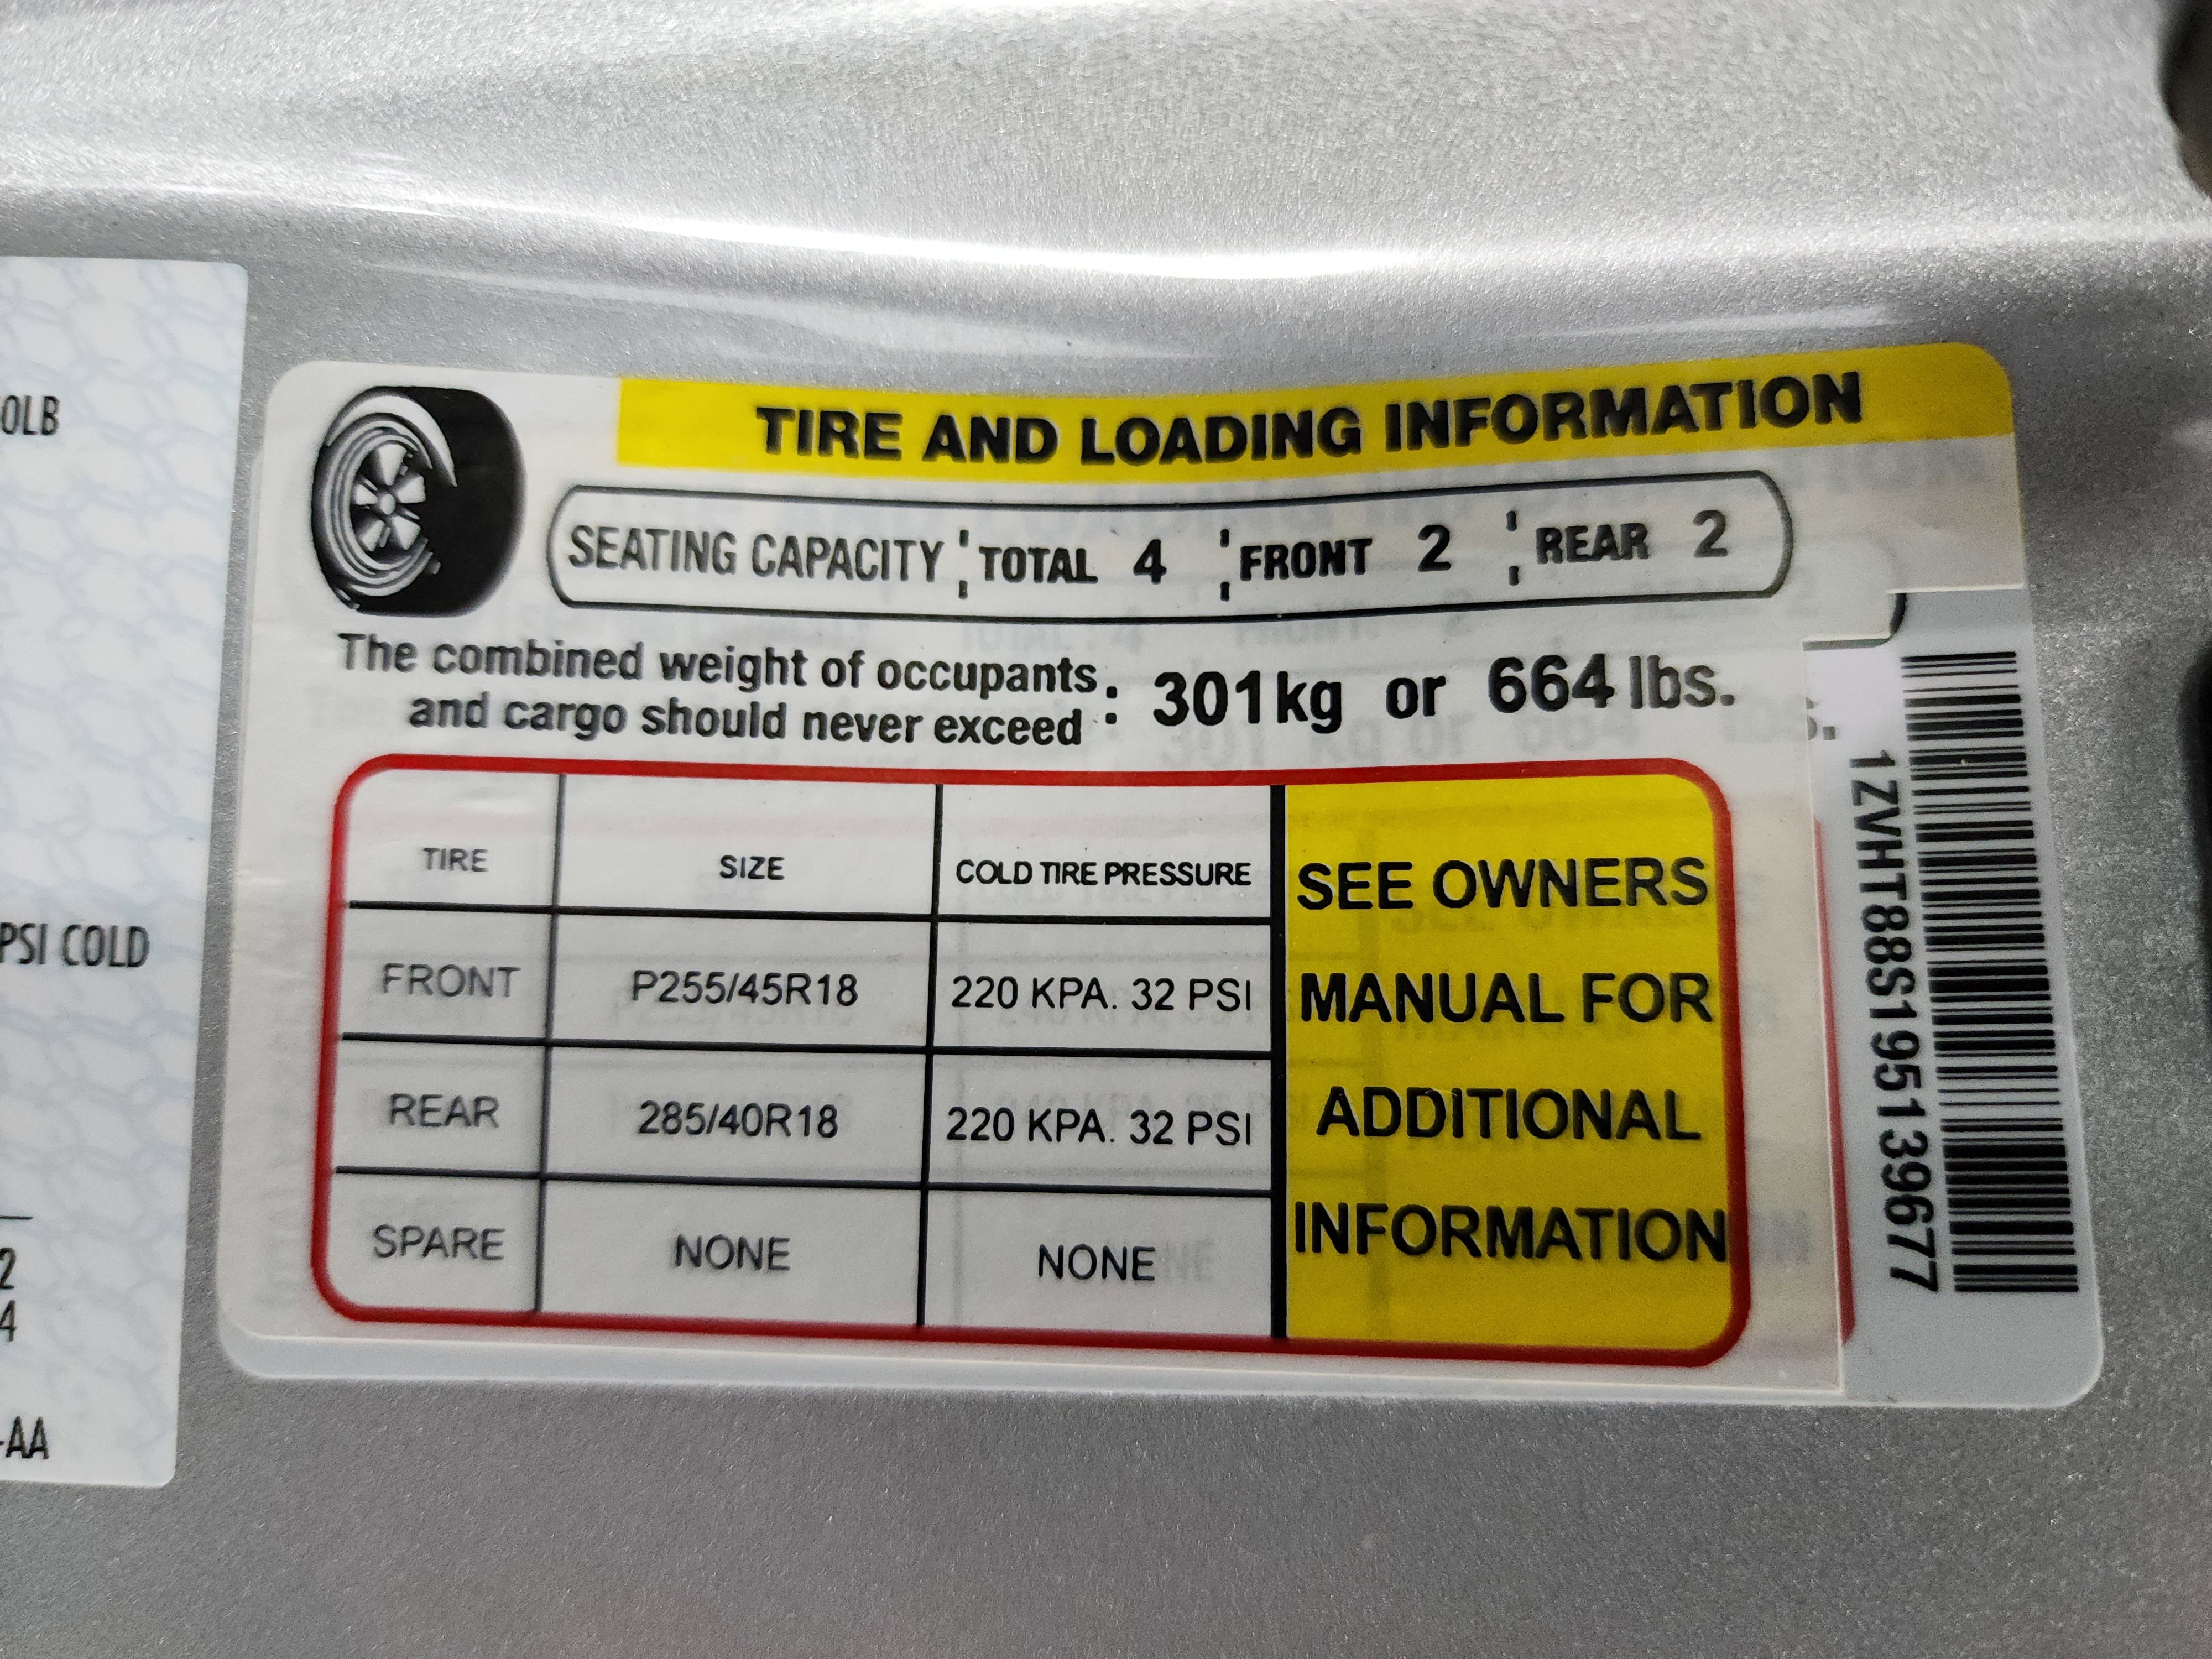 OLB
PSI COLD
2
4
-AA
TIRE AND LOADING INFORMATION
SEATING CAPACITY TOTAL 4 FRONT 2 REAR 2
The combined weight of occupants
and cargo should never exceed : 301kg or 664 lbs.
s.
TIRE SIZE COLD TIRE PRESSURE
FRONT P255/45R18 220 KPA. 32 PSI
REAR 285/40R18 220 KPA. 32 PSI
SPARE NONE NONE
SEE OWNERS
MANUAL FOR
ADDITIONAL
INFORMATION
1ZVHT88S195139677